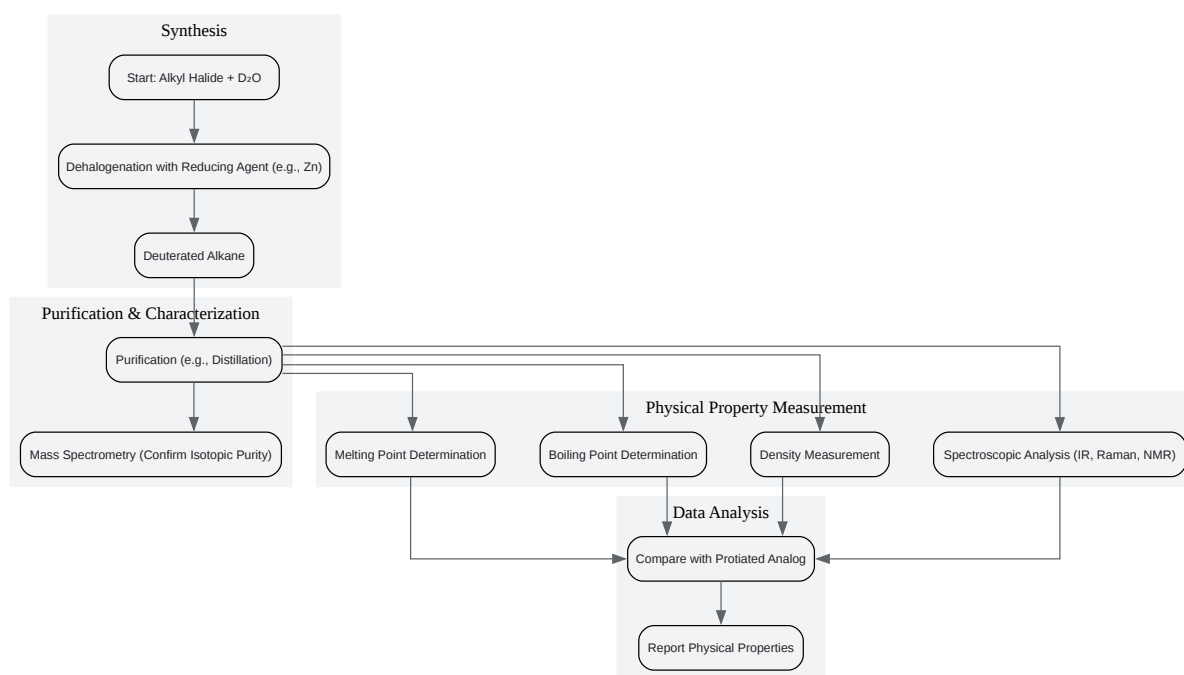 Synthesis
Start: Alkyl Halide + D₂O
Dehalogenation with Reducing Agent (e.g., Zn)
Deuterated Alkane
Purification & Characterization
Purification (e.g., Distillation)
Mass Spectrometry (Confirm Isotopic Purity)
Physical Property Measurement
Melting Point Determination
Boiling Point Determination
Density Measurement
Spectroscopic Analysis (IR, Raman, NMR)
Data Analysis
Compare with Protiated Analog
Report Physical Properties